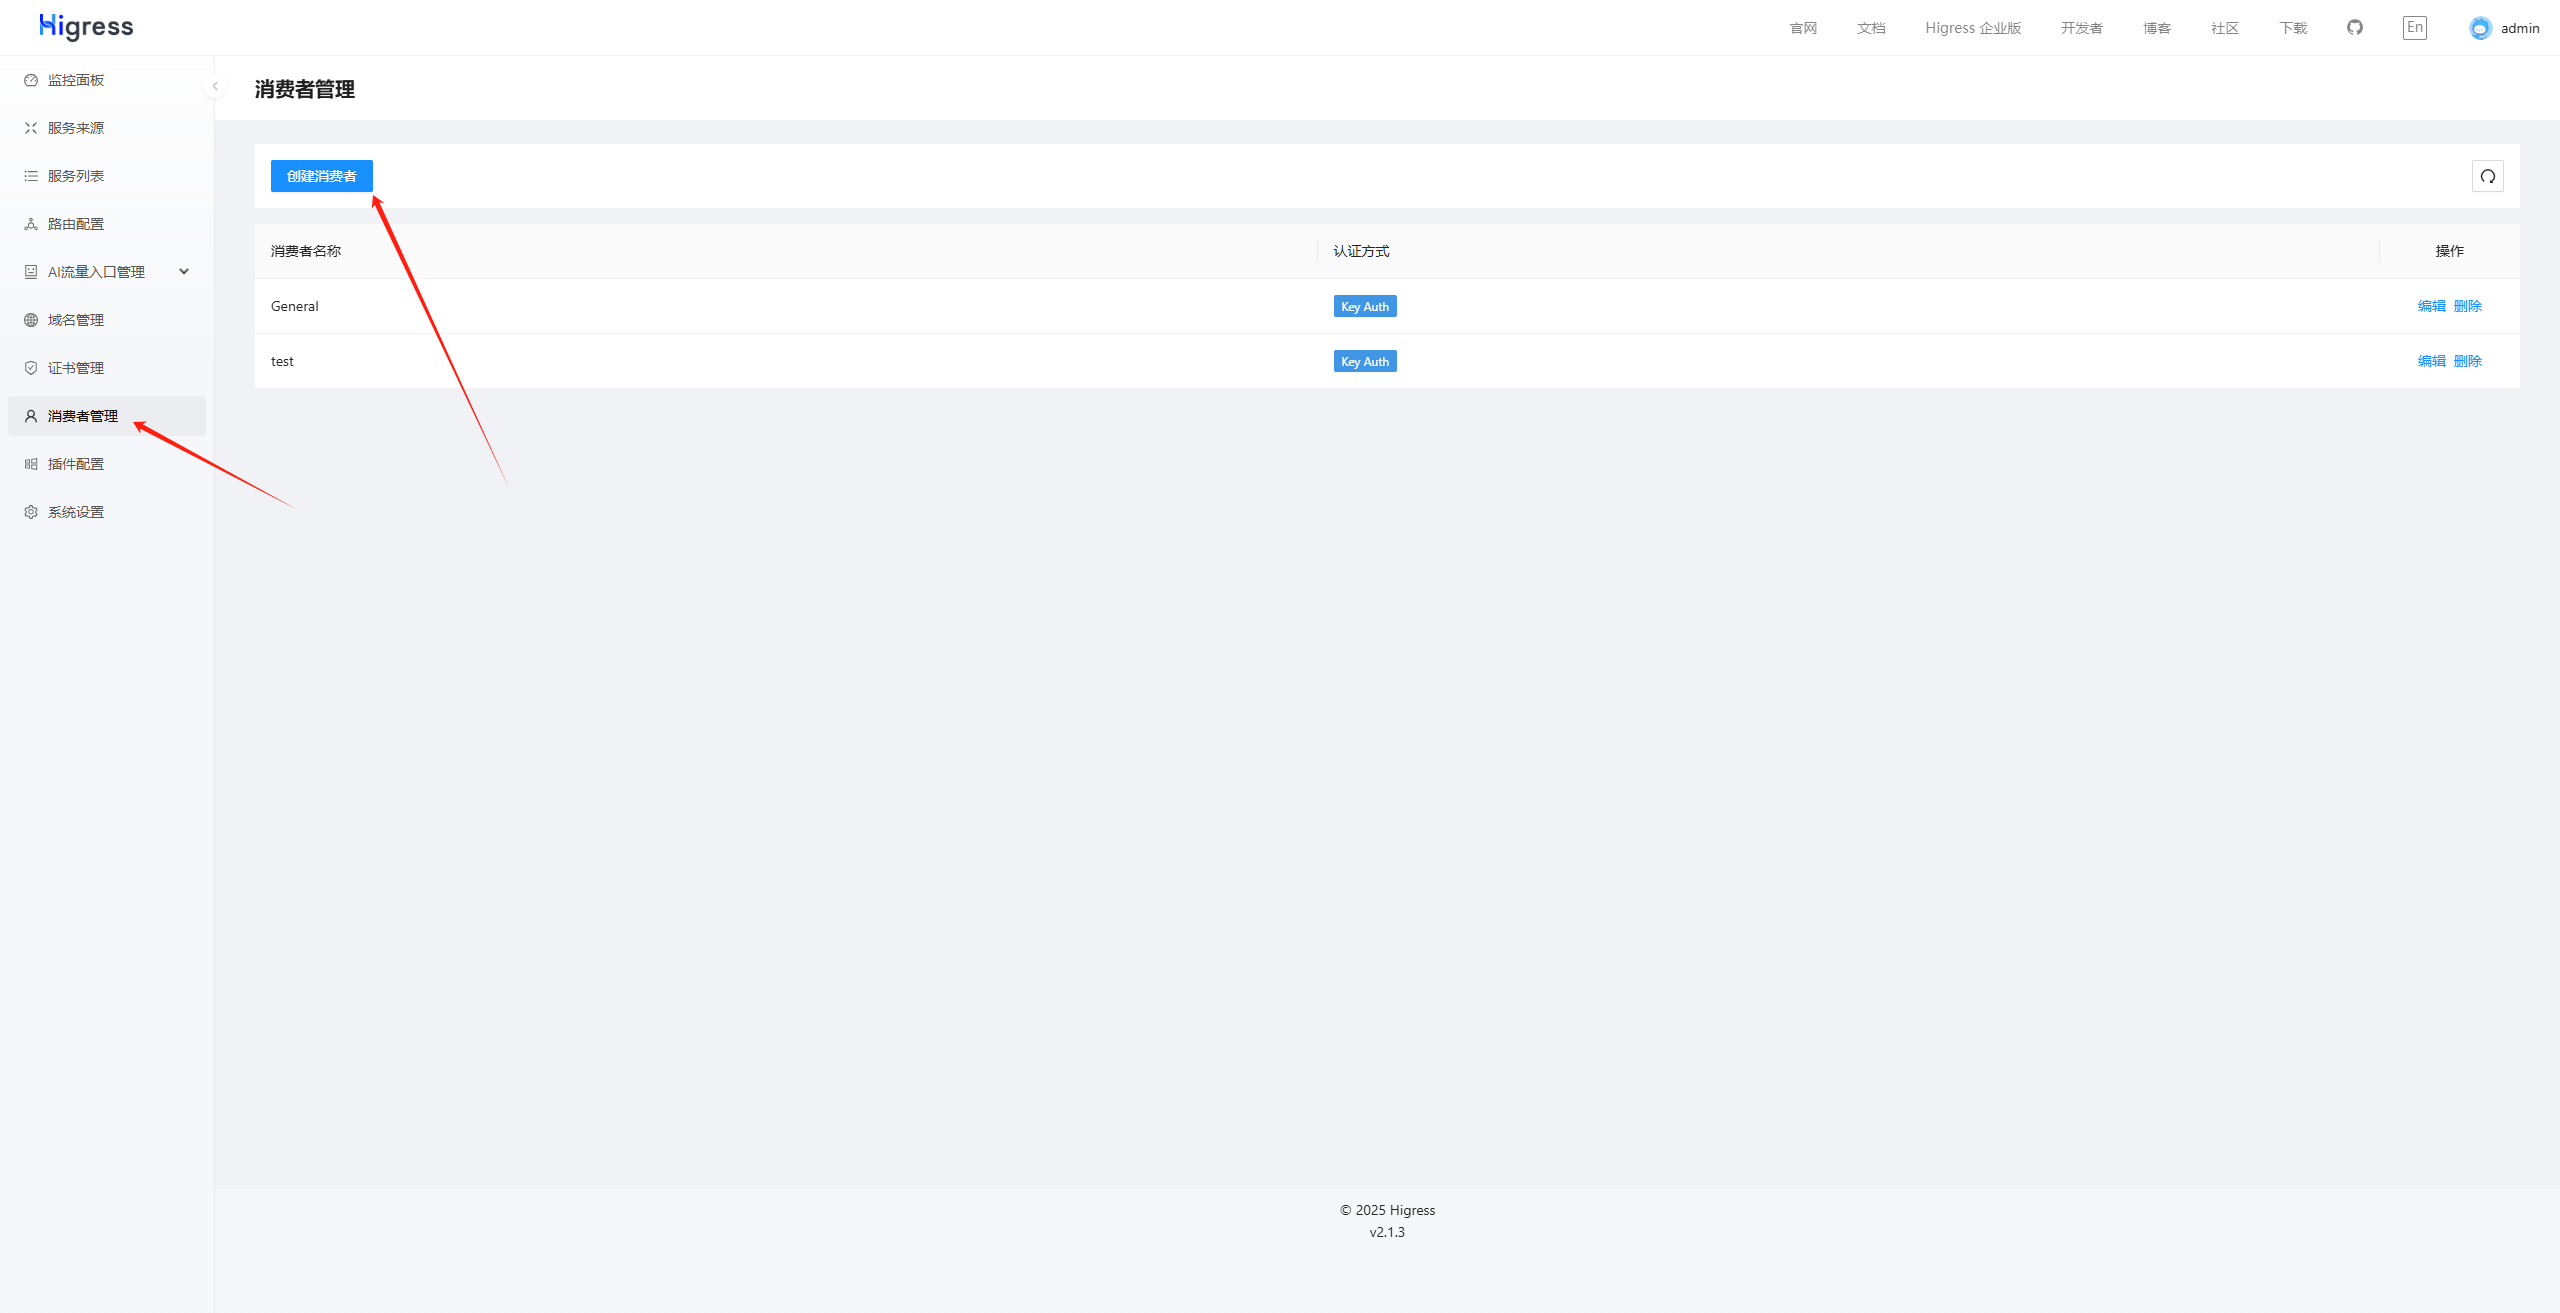 Higress
官网 文档 Higress 企业版 开发者 博客 社区 下载 En admin
监控面板
服务来源
服务列表
路由配置
AI流量入口管理
域名管理
证书管理
消费者管理
插件配置
系统设置
消费者管理
创建消费者
消费者名称 认证方式 操作
General Key Auth 编辑 删除
test Key Auth 编辑 删除
© 2025 Higress
v2.1.3